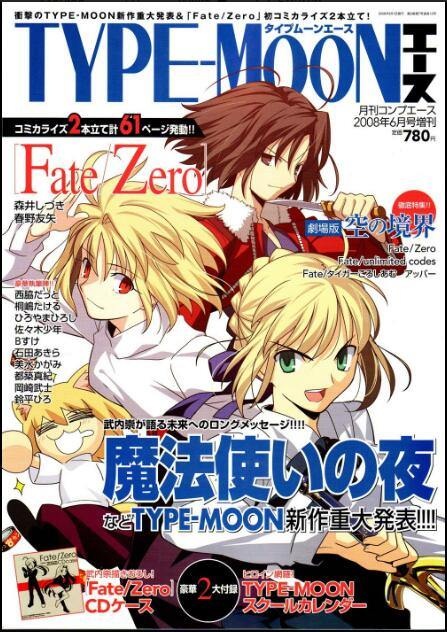 衝撃のTYPE-MOON新作重大発表&「Fate/Zero」初コミカライズ2本立て!
TYPE-MOONエース
タイプムーンエース
月刊コンプエース
2008年6月号増刊
定価780円
コミカライズ2本立て計61ページ発動!!
[Fate/Zero]
森井しづき
春野友矢
徹底特集!!
劇場版 空の境界
Fate/Zero
Fate/unlimited codes
Fate/タイガーころしあむ アッパー
豪華執筆陣!!
西脇だっと
桐嶋たける
ひろやまひろし
佐々木少年
Bすけ
石田あきら
美水かがみ
都築真紀
岡崎武士
鈴平ひろ
武内崇が語る未来へのロングメッセージ!!!!
魔法使いの夜
などTYPE-MOON新作重大発表!!!!
Fate/Zero
武内崇描きおろし!
「Fate/Zero」
CDケース
豪華2大付録
ヒロイン網羅!
TYPE-MOON
スクールカレンダー